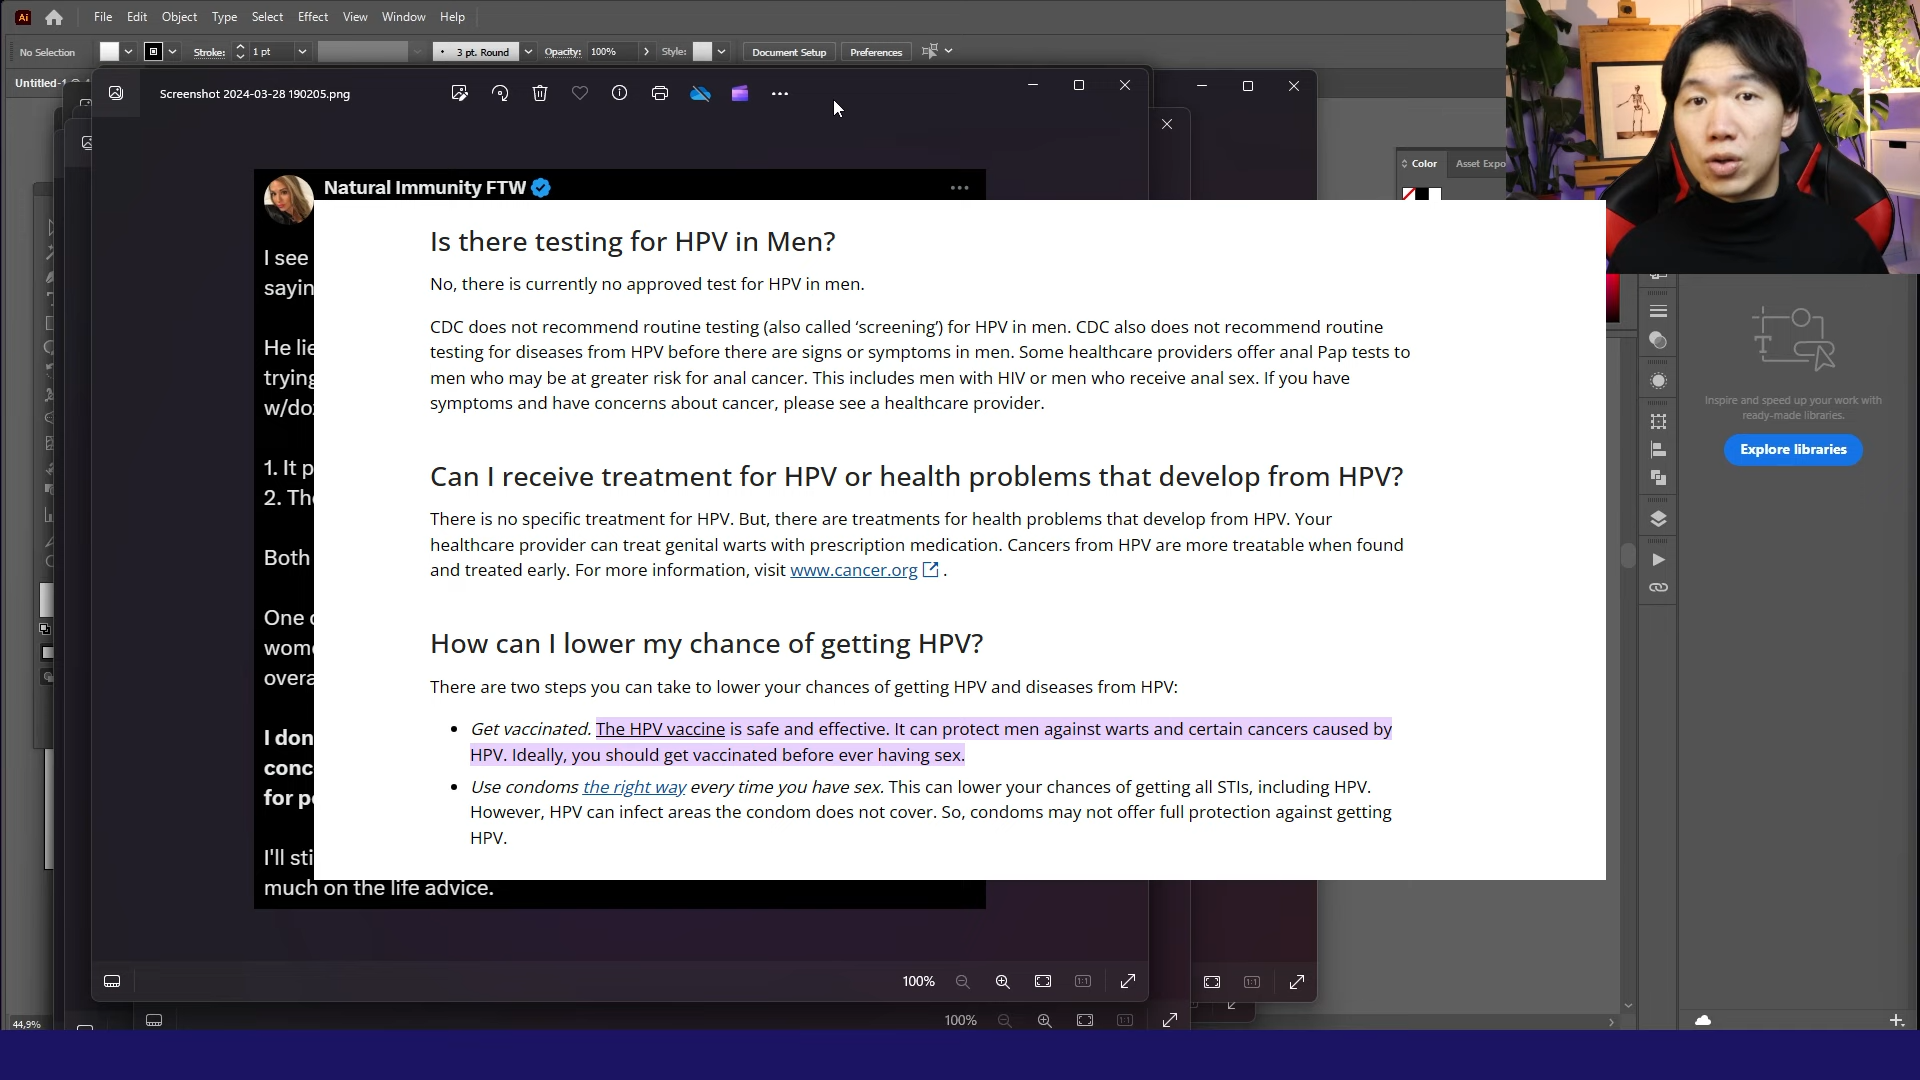 File Edit Object Type Select Effect View Window Help
No Selection Stroke: 1 pt 3 pt. Round Opacity: 100% Style: Document Setup Preferences
Untitled-1
Screenshot 2024-03-28 190205.png
Color Asset Expo
Natural Immunity FTW
I see
sayin
He lie
trying
w/do
1. It p
2. The
Both
One
wom
overa
I don
conc
for p
I'll sti
much on the life advice.
Is there testing for HPV in Men?
No, there is currently no approved test for HPV in men.
CDC does not recommend routine testing (also called ‘screening’) for HPV in men. CDC also does not recommend routine
testing for diseases from HPV before there are signs or symptoms in men. Some healthcare providers offer anal Pap tests to
men who may be at greater risk for anal cancer. This includes men with HIV or men who receive anal sex. If you have
symptoms and have concerns about cancer, please see a healthcare provider.
Can I receive treatment for HPV or health problems that develop from HPV?
There is no specific treatment for HPV. But, there are treatments for health problems that develop from HPV. Your
healthcare provider can treat genital warts with prescription medication. Cancers from HPV are more treatable when found
and treated early. For more information, visit www.cancer.org .
How can I lower my chance of getting HPV?
There are two steps you can take to lower your chances of getting HPV and diseases from HPV:
• Get vaccinated. The HPV vaccine is safe and effective. It can protect men against warts and certain cancers caused by
HPV. Ideally, you should get vaccinated before ever having sex.
• Use condoms the right way every time you have sex. This can lower your chances of getting all STIs, including HPV.
However, HPV can infect areas the condom does not cover. So, condoms may not offer full protection against getting
HPV.
Inspire and speed up your work with
ready-made libraries.
Explore libraries
100%
44,9%
100%